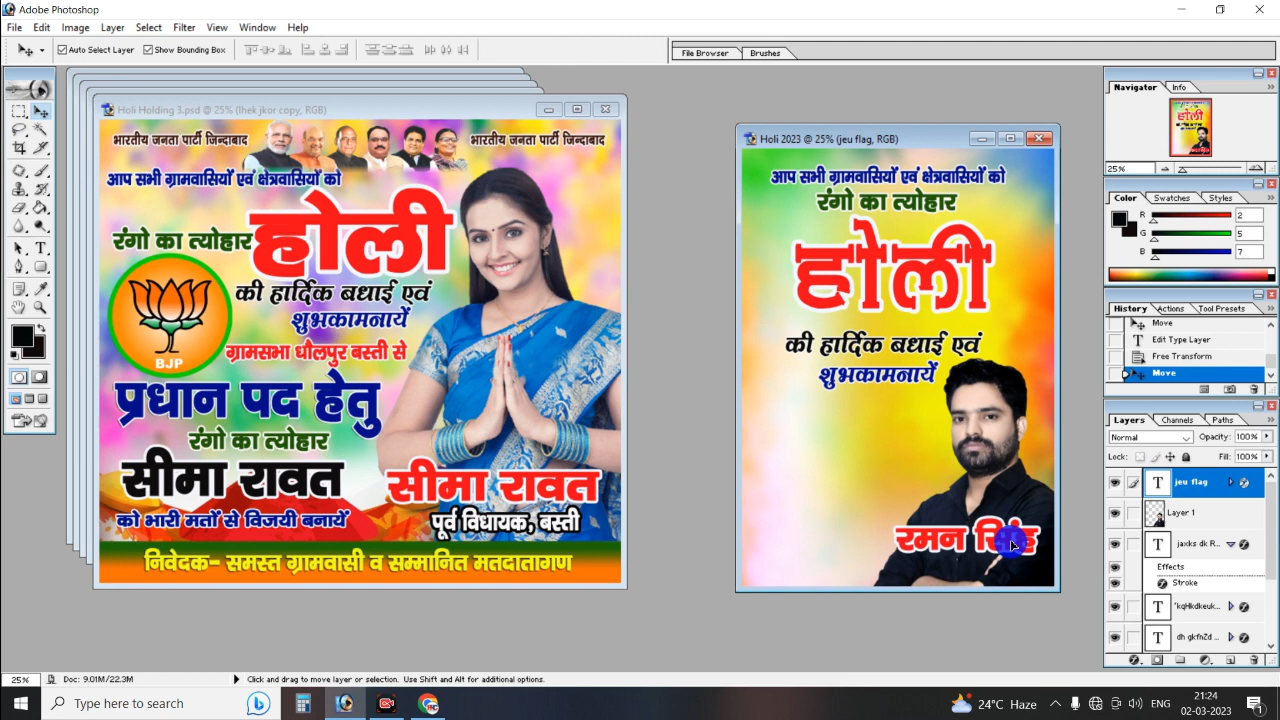 Adobe Photoshop
File Edit Image Layer Select Filter View Window Help
Auto Select Layer Show Bounding Box
File Browser Brushes
Holi Holding 3.psd @ 25% (lhek jkor copy, RGB)
भारतीय जनता पार्टी जिन्दाबाद
भारतीय जनता पार्टी जिन्दाबाद
आप सभी ग्रामवासियों एवं क्षेत्रवासियों को
रंगो का त्योहार
होली
की हार्दिक बधाई एवं
शुभकामनायें
BJP
ग्रामसभा धौलपुर बस्ती से
प्रधान पद हेतु
रंगो का त्योहार
सीमा रावत
को भारी मतों से विजयी बनायें
सीमा रावत
पूर्व विधायक, बस्ती
निवेदक- समस्त ग्रामवासी व सम्मानित मतदातागण
Holi 2023 @ 25% (jeu flag, RGB)
आप सभी ग्रामवासियों एवं क्षेत्रवासियों को
रंगो का त्योहार
होली
की हार्दिक बधाई एवं
शुभकामनायें
रमन सिंह
Navigator Info
25%
Color Swatches Styles
R 2
G 5
B 7
History Actions Tool Presets
Move
Edit Type Layer
Free Transform
Move
Layers Channels Paths
Normal Opacity: 100%
Lock: Fill: 100%
T jeu flag
Layer 1
T jaxks dk R...
Effects
Stroke
T 'kqHkdkeuk...
T dh gkfnZd ...
25% Doc: 9.01M/22.3M Click and drag to move layer or selection. Use Shift and Alt for additional options.
Type here to search
24°C Haze ENG
21:24
02-03-2023
1